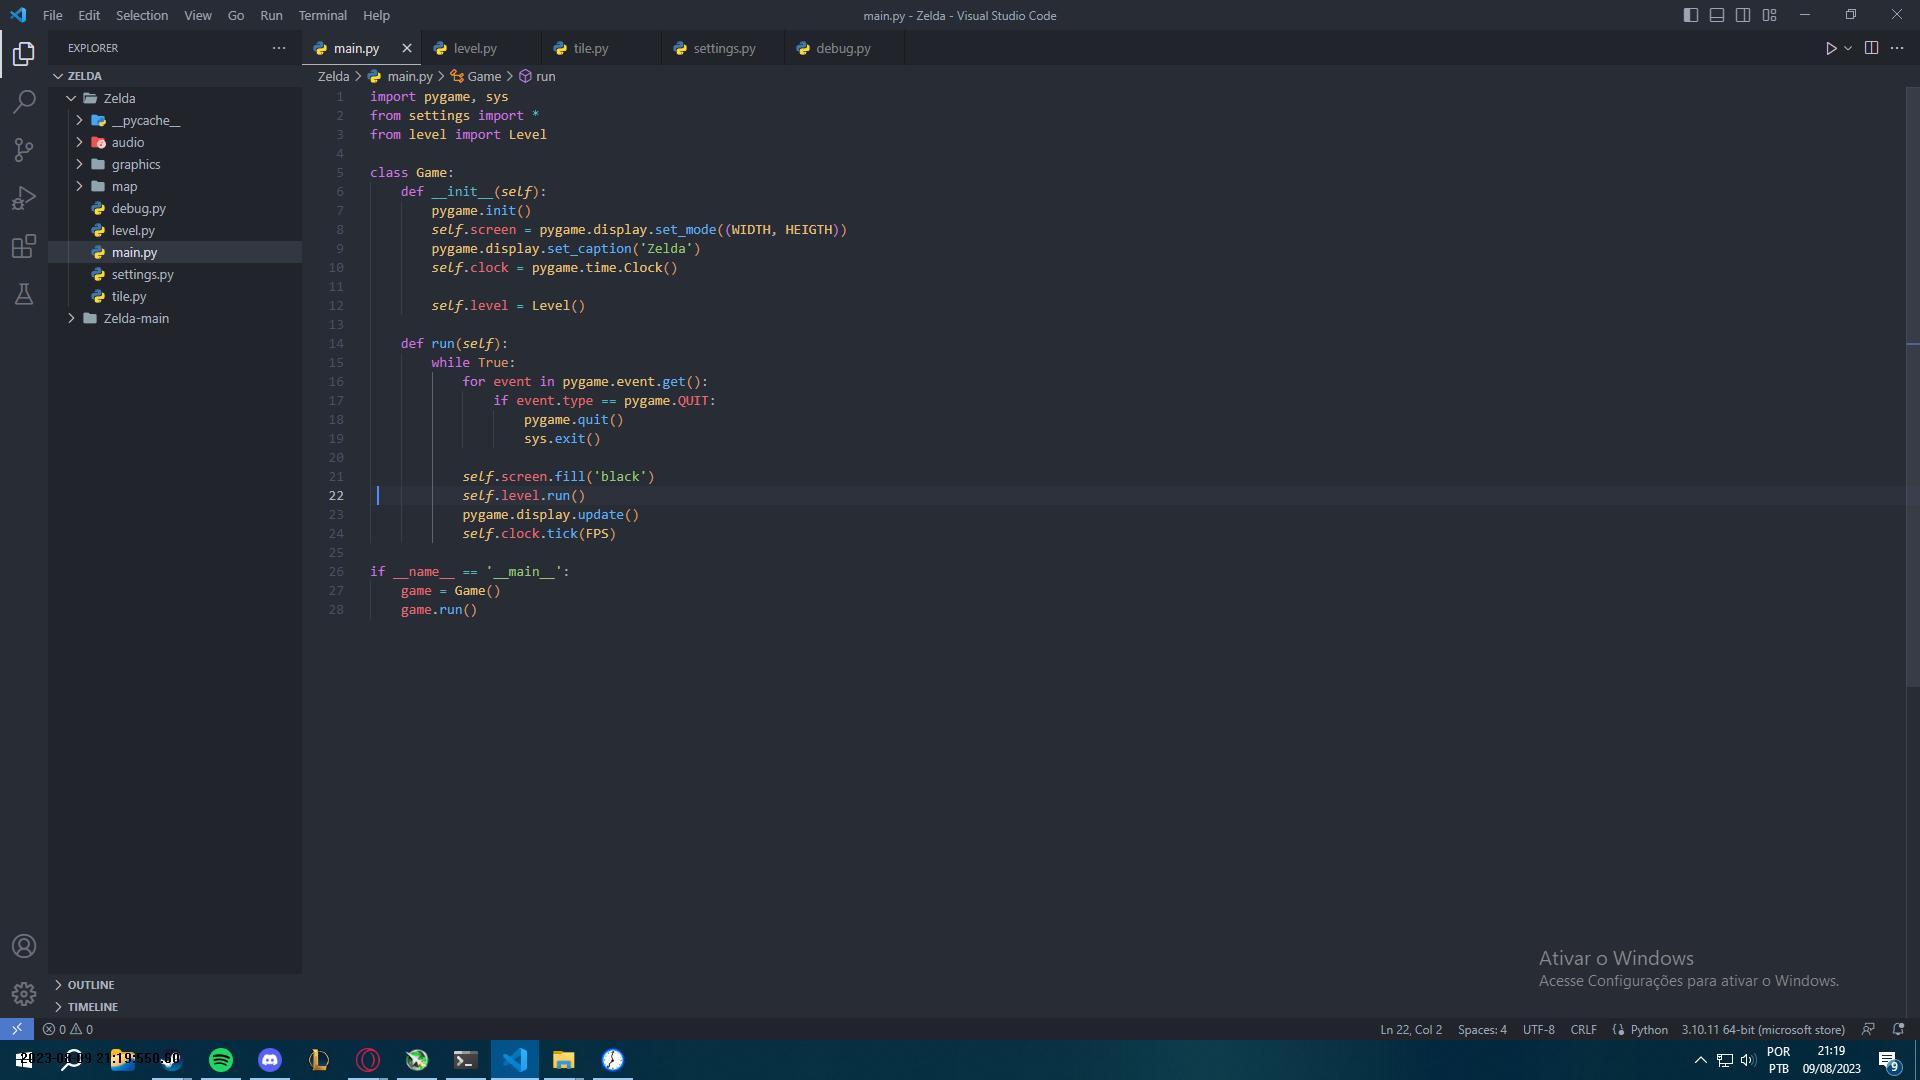 File Edit Selection View Go Run Terminal Help
main.py - Zelda - Visual Studio Code
EXPLORER
main.py
level.py
tile.py
settings.py
debug.py
ZELDA
Zelda
__pycache__
audio
graphics
map
debug.py
level.py
main.py
settings.py
tile.py
Zelda-main
OUTLINE
TIMELINE
Zelda > main.py > Game > run
1 import pygame, sys
2 from settings import *
3 from level import Level
4
5 class Game:
6     def __init__(self):
7         pygame.init()
8         self.screen = pygame.display.set_mode((WIDTH, HEIGTH))
9         pygame.display.set_caption('Zelda')
10         self.clock = pygame.time.Clock()
11
12         self.level = Level()
13
14     def run(self):
15         while True:
16             for event in pygame.event.get():
17                 if event.type == pygame.QUIT:
18                     pygame.quit()
19                     sys.exit()
20
21             self.screen.fill('black')
22             self.level.run()
23             pygame.display.update()
24             self.clock.tick(FPS)
25
26 if __name__ == '__main__':
27     game = Game()
28     game.run()
Ativar o Windows
Acesse Configurações para ativar o Windows.
0 0
Ln 22, Col 2 Spaces: 4 UTF-8 CRLF Python 3.10.11 64-bit (microsoft store)
POR
PTB
21:19
09/08/2023
9